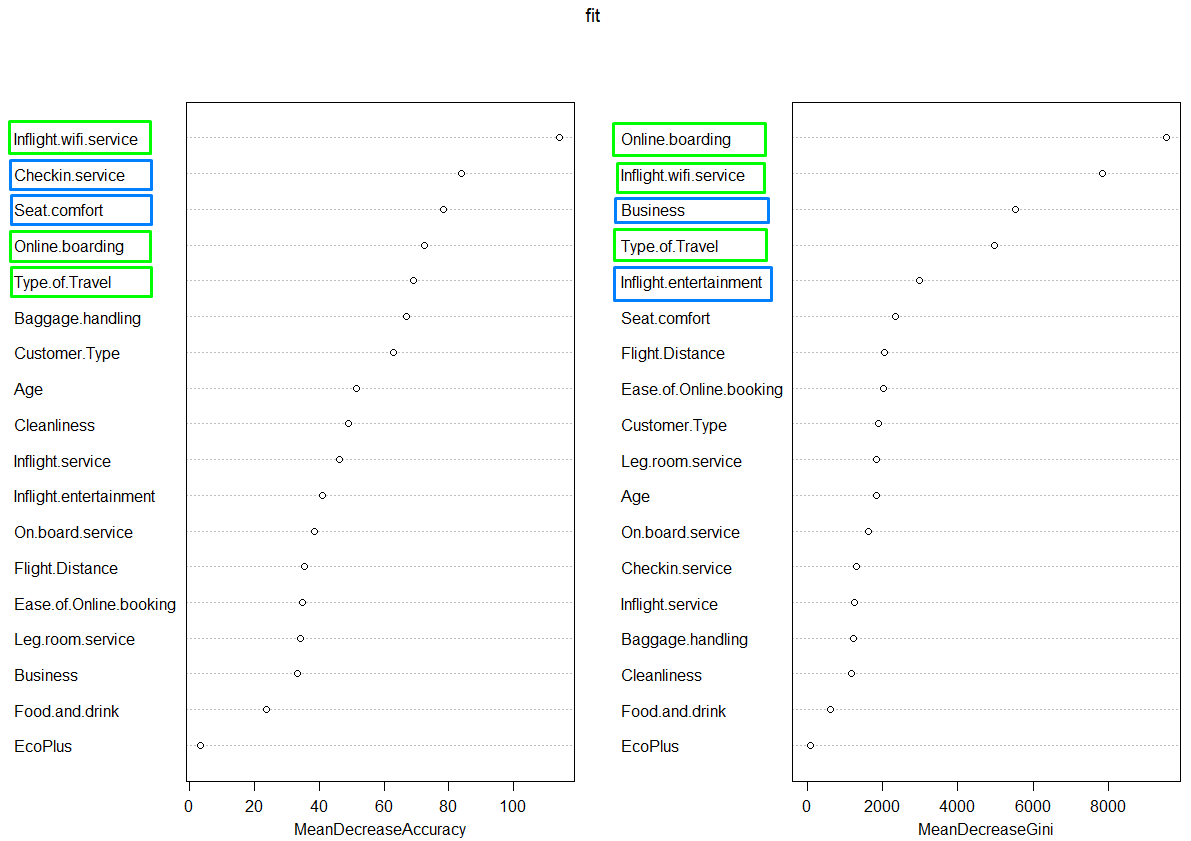 fit
Inflight.wifi.service
Checkin.service
Seat.comfort
Online.boarding
Type.of.Travel
Baggage.handling
Customer.Type
Age
Cleanliness
Inflight.service
Inflight.entertainment
On.board.service
Flight.Distance
Ease.of.Online.booking
Leg.room.service
Business
Food.and.drink
EcoPlus
0 20 40 60 80 100
MeanDecreaseAccuracy
Online.boarding
Inflight.wifi.service
Business
Type.of.Travel
Inflight.entertainment
Seat.comfort
Flight.Distance
Ease.of.Online.booking
Customer.Type
Leg.room.service
Age
On.board.service
Checkin.service
Inflight.service
Baggage.handling
Cleanliness
Food.and.drink
EcoPlus
0 2000 4000 6000 8000
MeanDecreaseGini